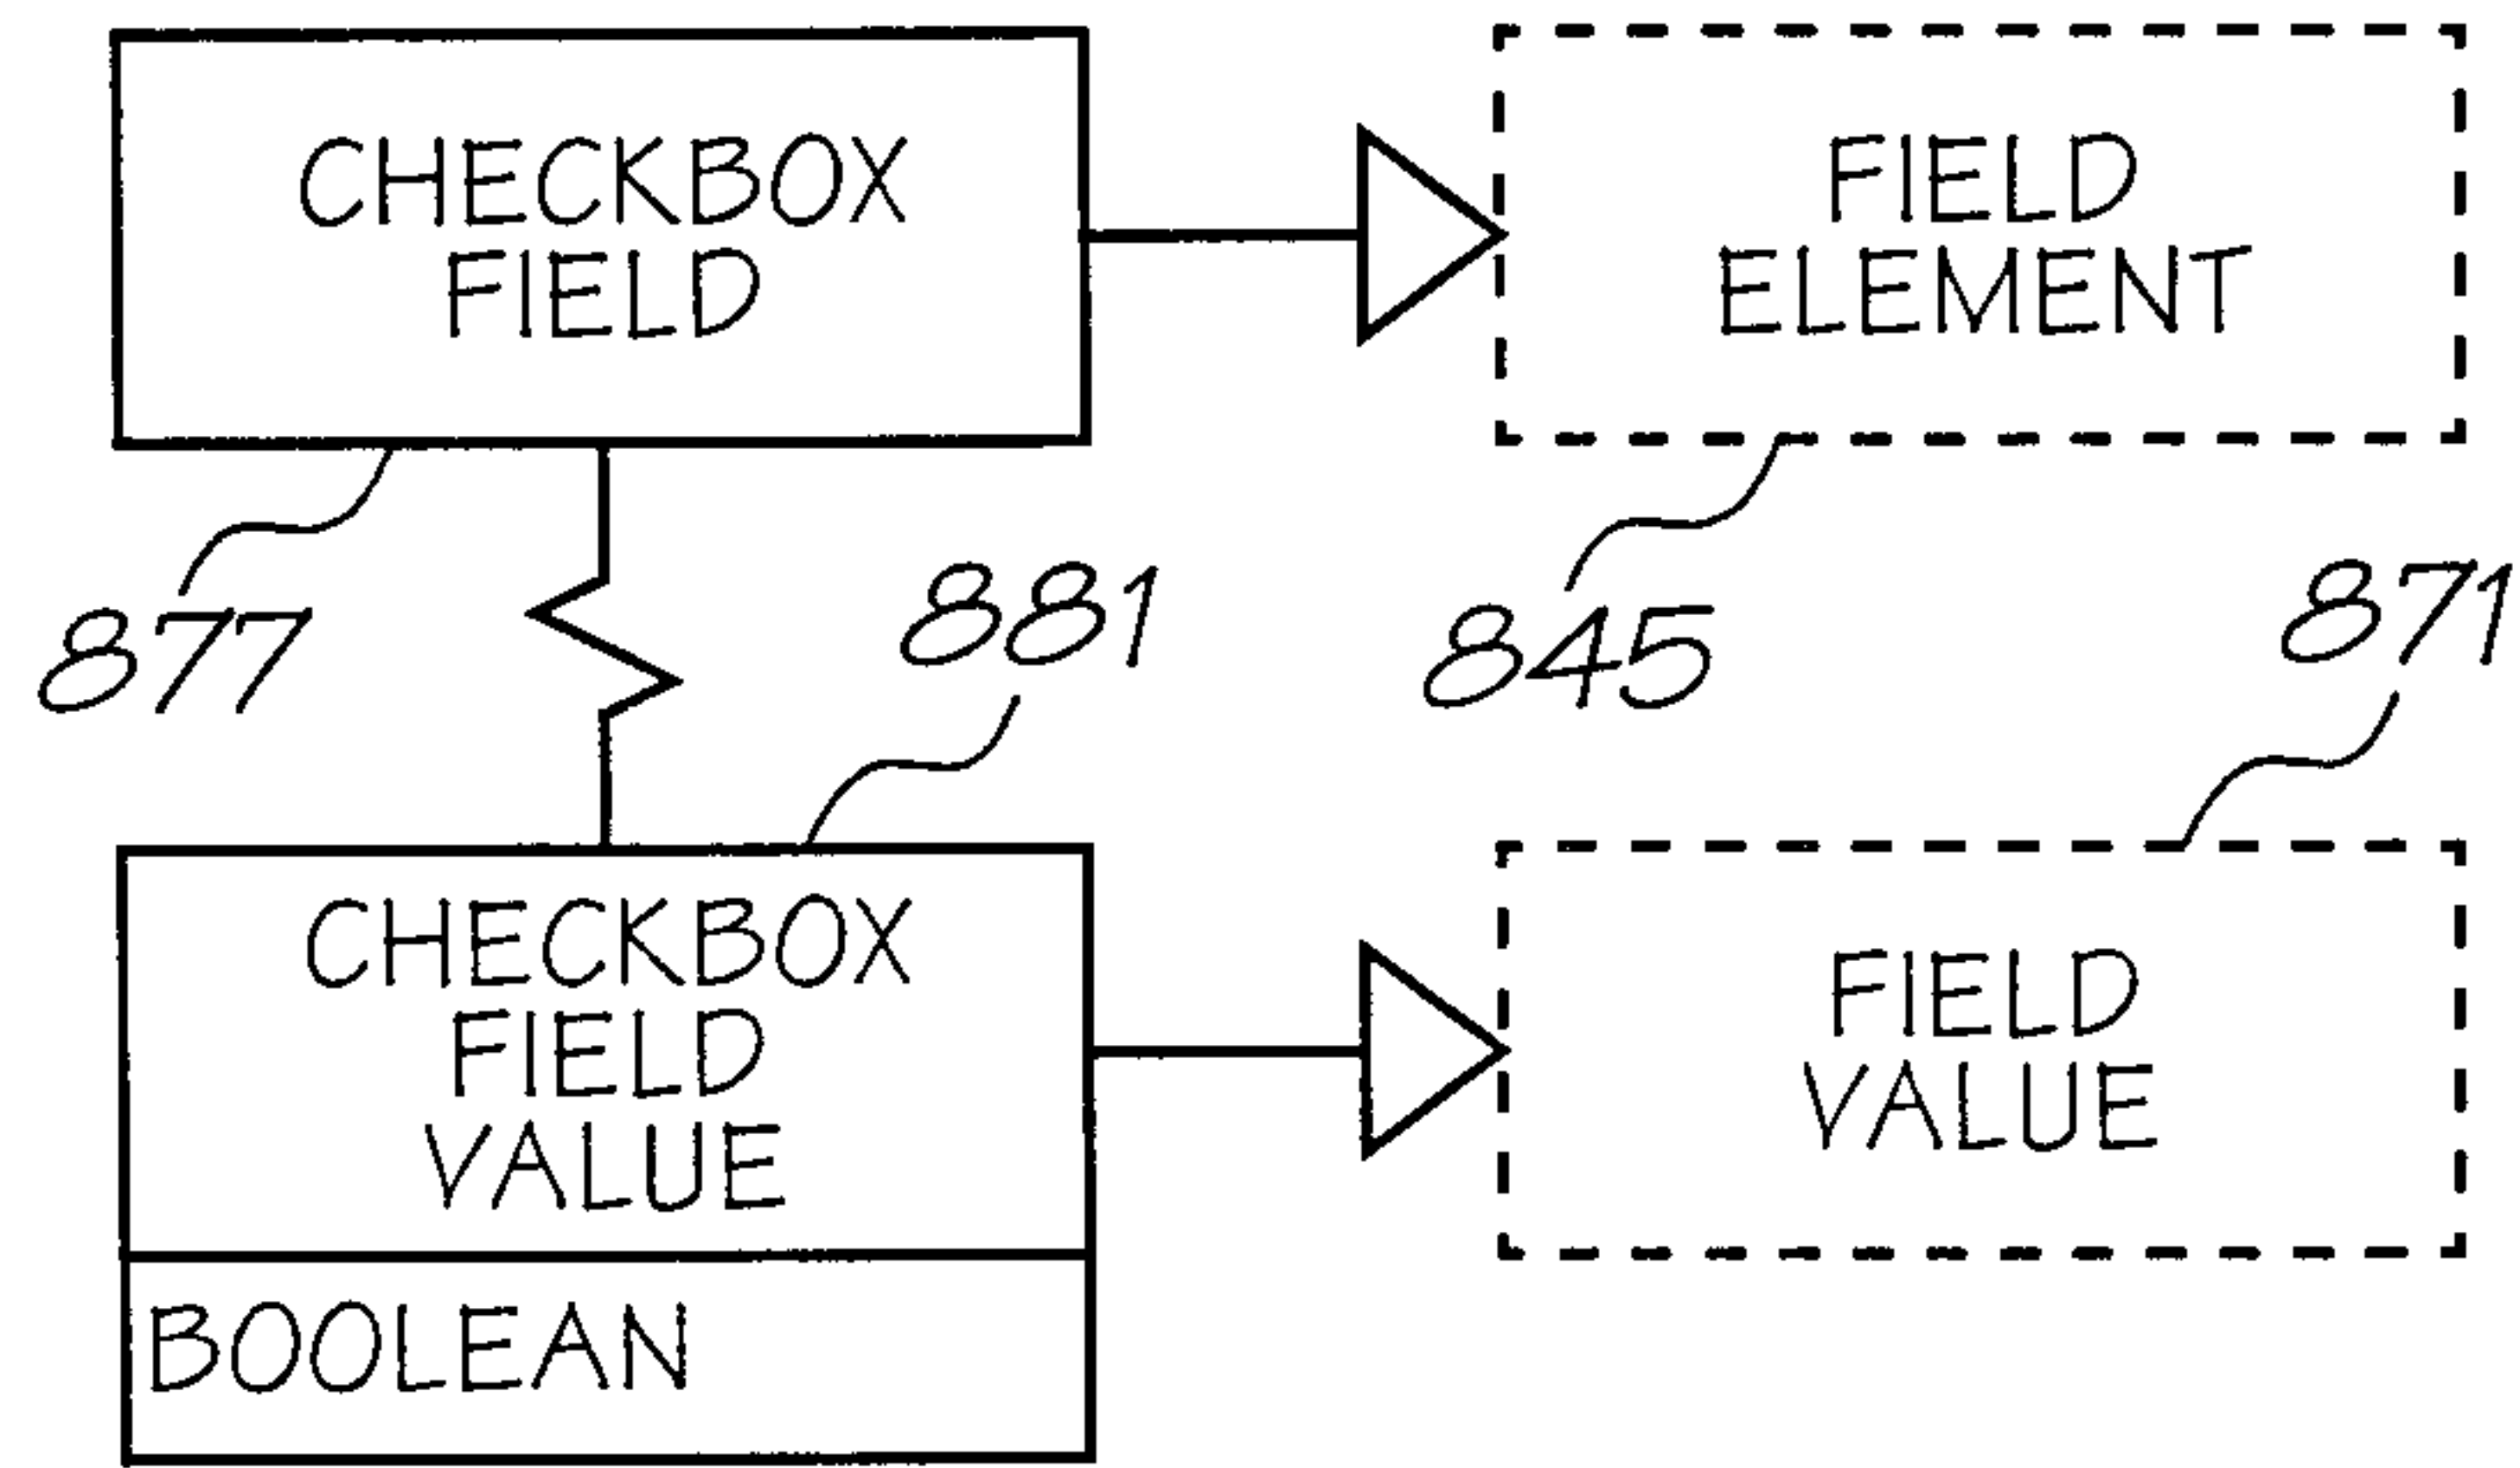 CHECKBOX
FIELD
FIELD
ELEMENT
877
881
845
871
CHECKBOX
FIELD
VALUE
FIELD
VALUE
BOOLEAN